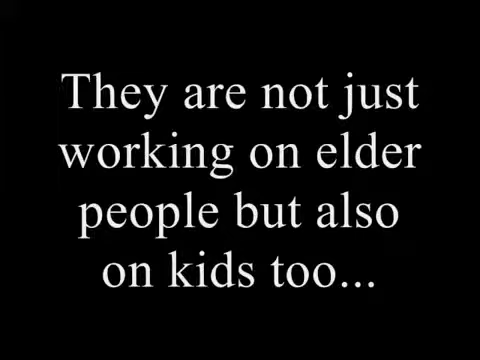 They are not just
working on elder
people but also
on kids too...